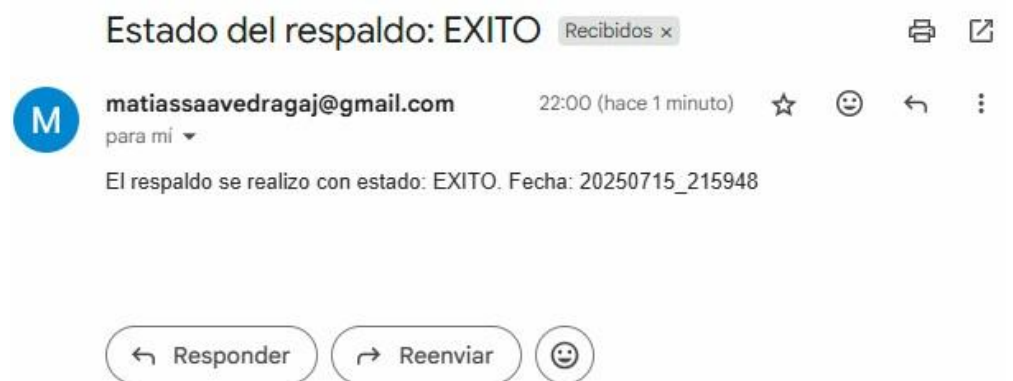 Estado del respaldo: EXITO Recibidos x
M
matiassaavedragaj@gmail.com 22:00 (hace 1 minuto)
para mí
El respaldo se realizo con estado: EXITO. Fecha: 20250715_215948
Responder Reenviar